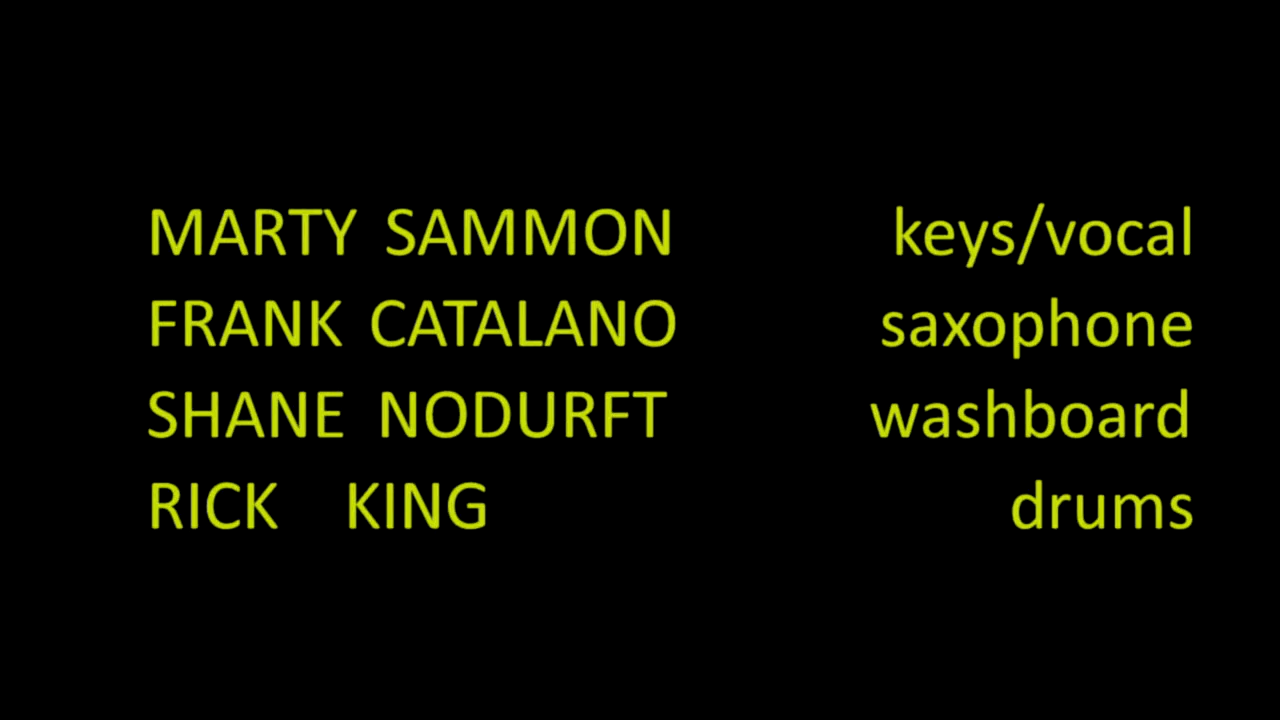 MARTY SAMMON keys/vocal
FRANK CATALANO saxophone
SHANE NODURFT washboard
RICK KING drums